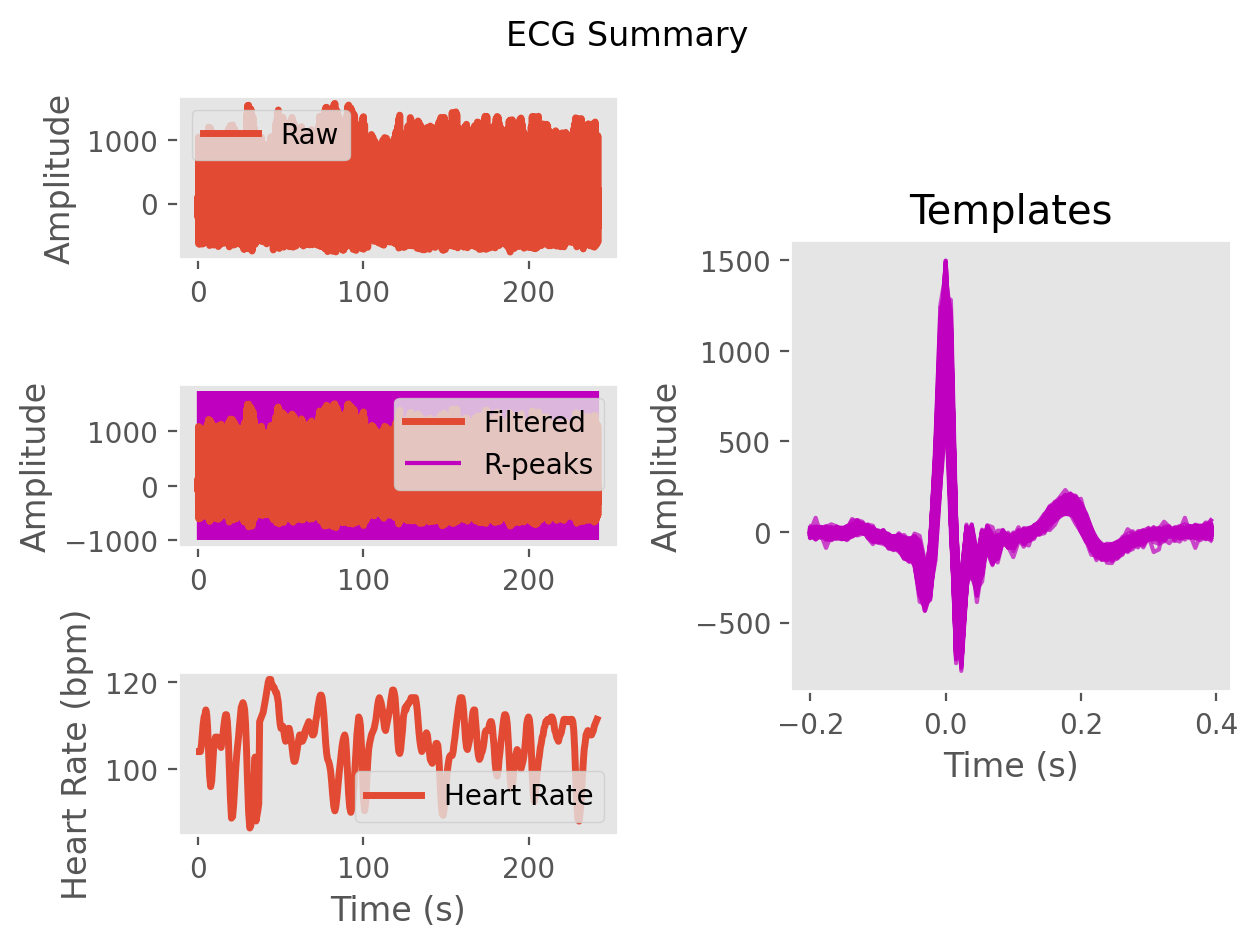 ECG Summary
Amplitude
1000
0
Raw
0 100 200
Amplitude
1000
0
−1000
Filtered
R-peaks
0 100 200
Heart Rate (bpm)
120
100
Heart Rate
0 100 200
Time (s)
Templates
Amplitude
1500
1000
500
0
−500
−0.2 0.0 0.2 0.4
Time (s)